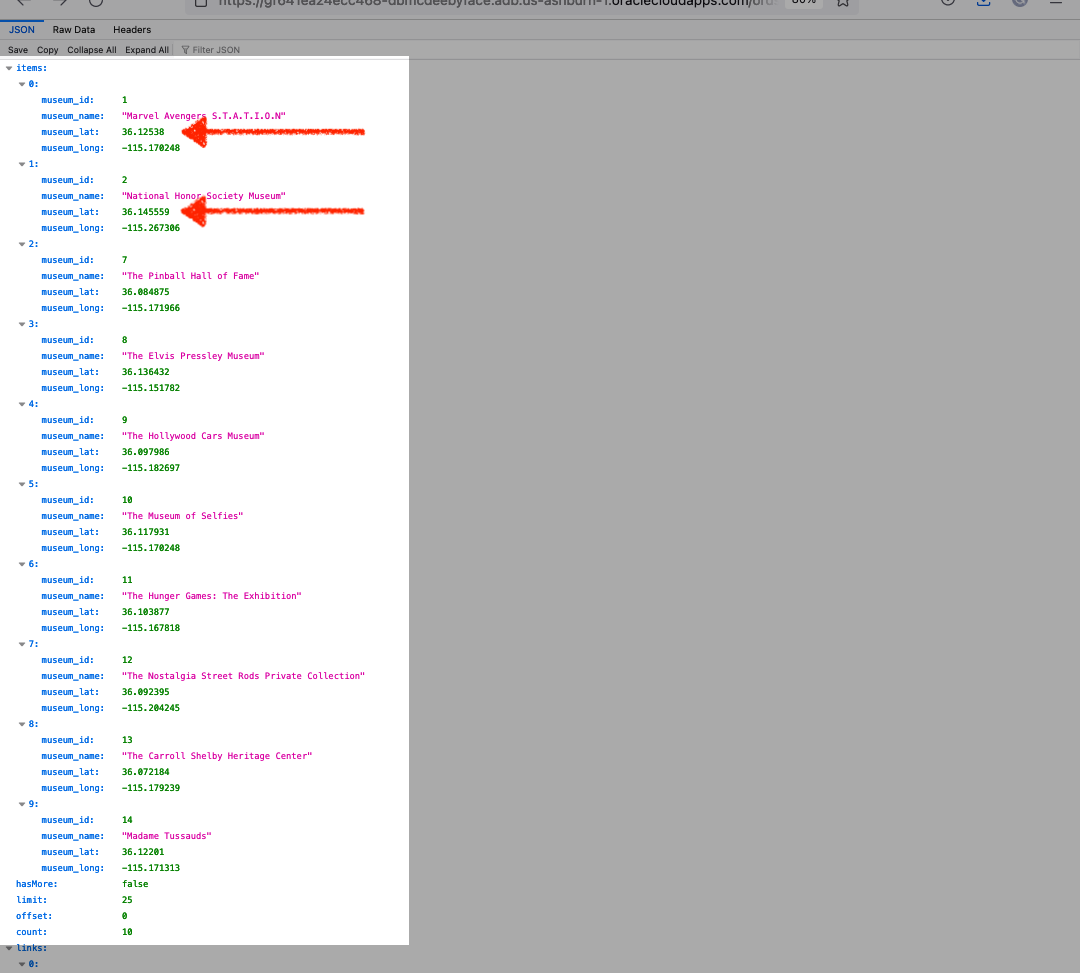 https://gf641ea24ecc468-dbmcdeebyface.adb.us-ashburn-1.oraclecloudapps.com/ord
80%
JSON Raw Data Headers
Save Copy Collapse All Expand All Filter JSON
items:
0:
museum_id: 1
museum_name: "Marvel Avengers S.T.A.T.I.O.N"
museum_lat: 36.12538
museum_long: -115.170248
1:
museum_id: 2
museum_name: "National Honor Society Museum"
museum_lat: 36.145559
museum_long: -115.267306
2:
museum_id: 7
museum_name: "The Pinball Hall of Fame"
museum_lat: 36.084875
museum_long: -115.171966
3:
museum_id: 8
museum_name: "The Elvis Pressley Museum"
museum_lat: 36.136432
museum_long: -115.151782
4:
museum_id: 9
museum_name: "The Hollywood Cars Museum"
museum_lat: 36.097986
museum_long: -115.182697
5:
museum_id: 10
museum_name: "The Museum of Selfies"
museum_lat: 36.117931
museum_long: -115.170248
6:
museum_id: 11
museum_name: "The Hunger Games: The Exhibition"
museum_lat: 36.103877
museum_long: -115.167818
7:
museum_id: 12
museum_name: "The Nostalgia Street Rods Private Collection"
museum_lat: 36.092395
museum_long: -115.204245
8:
museum_id: 13
museum_name: "The Carroll Shelby Heritage Center"
museum_lat: 36.072184
museum_long: -115.179239
9:
museum_id: 14
museum_name: "Madame Tussauds"
museum_lat: 36.12201
museum_long: -115.171313
hasMore: false
limit: 25
offset: 0
count: 10
links:
0: